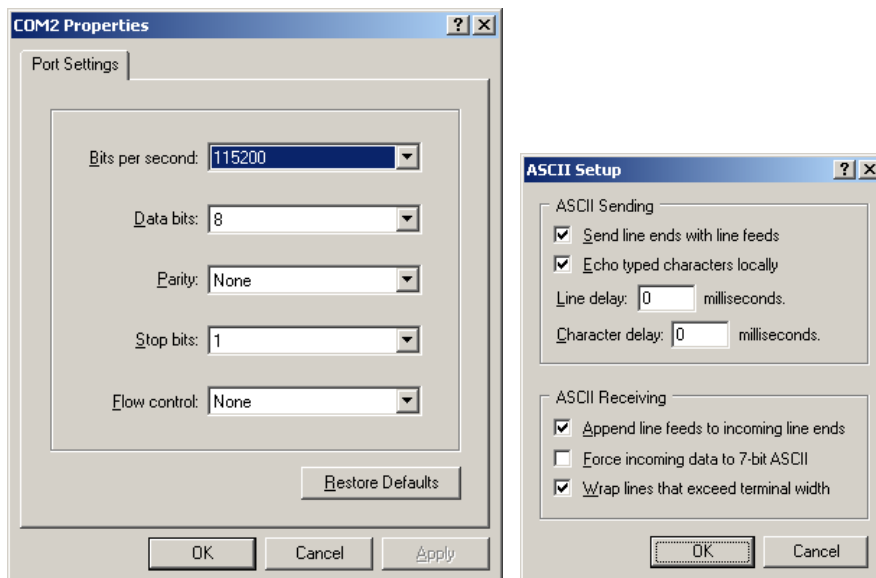 COM2 Properties
Port Settings
Bits per second: 115200
Data bits: 8
Parity: None
Stop bits: 1
Flow control: None
Restore Defaults
OK Cancel Apply
ASCII Setup
ASCII Sending
Send line ends with line feeds
Echo typed characters locally
Line delay: 0 milliseconds.
Character delay: 0 milliseconds.
ASCII Receiving
Append line feeds to incoming line ends
Force incoming data to 7-bit ASCII
Wrap lines that exceed terminal width
OK Cancel